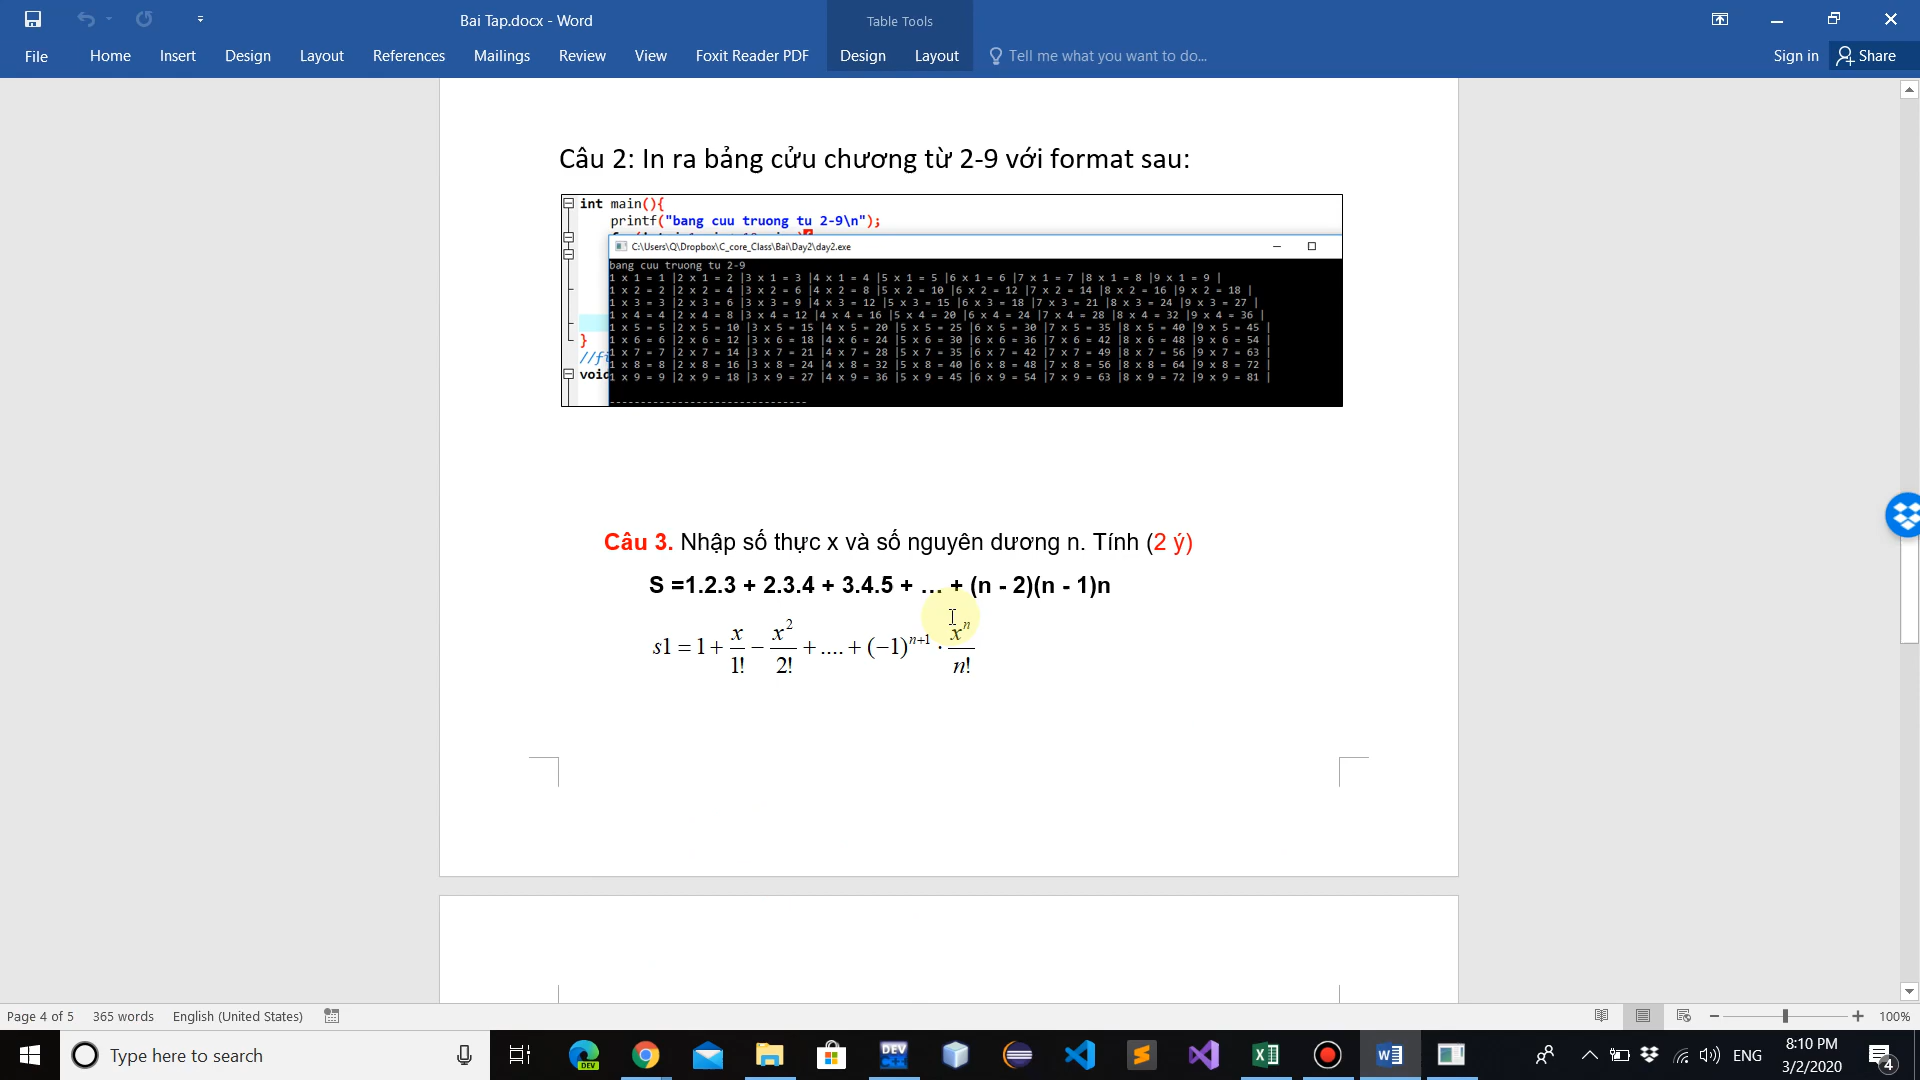 Bai Tap.docx - Word
Table Tools
File Home Insert Design Layout References Mailings Review View Foxit Reader PDF Design Layout Tell me what you want to do... Sign in Share
Câu 2: In ra bảng cửu chương từ 2-9 với format sau:
int main(){
printf("bang cuu truong tu 2-9\n");
C:\Users\Q\Dropbox\C_core_Class\Bai\Day2\day2.exe
bang cuu truong tu 2-9
1 x 1 = 1 |2 x 1 = 2 |3 x 1 = 3 |4 x 1 = 4 |5 x 1 = 5 |6 x 1 = 6 |7 x 1 = 7 |8 x 1 = 8 |9 x 1 = 9 |
1 x 2 = 2 |2 x 2 = 4 |3 x 2 = 6 |4 x 2 = 8 |5 x 2 = 10 |6 x 2 = 12 |7 x 2 = 14 |8 x 2 = 16 |9 x 2 = 18 |
1 x 3 = 3 |2 x 3 = 6 |3 x 3 = 9 |4 x 3 = 12 |5 x 3 = 15 |6 x 3 = 18 |7 x 3 = 21 |8 x 3 = 24 |9 x 3 = 27 |
1 x 4 = 4 |2 x 4 = 8 |3 x 4 = 12 |4 x 4 = 16 |5 x 4 = 20 |6 x 4 = 24 |7 x 4 = 28 |8 x 4 = 32 |9 x 4 = 36 |
1 x 5 = 5 |2 x 5 = 10 |3 x 5 = 15 |4 x 5 = 20 |5 x 5 = 25 |6 x 5 = 30 |7 x 5 = 35 |8 x 5 = 40 |9 x 5 = 45 |
1 x 6 = 6 |2 x 6 = 12 |3 x 6 = 18 |4 x 6 = 24 |5 x 6 = 30 |6 x 6 = 36 |7 x 6 = 42 |8 x 6 = 48 |9 x 6 = 54 |
1 x 7 = 7 |2 x 7 = 14 |3 x 7 = 21 |4 x 7 = 28 |5 x 7 = 35 |6 x 7 = 42 |7 x 7 = 49 |8 x 7 = 56 |9 x 7 = 63 |
1 x 8 = 8 |2 x 8 = 16 |3 x 8 = 24 |4 x 8 = 32 |5 x 8 = 40 |6 x 8 = 48 |7 x 8 = 56 |8 x 8 = 64 |9 x 8 = 72 |
1 x 9 = 9 |2 x 9 = 18 |3 x 9 = 27 |4 x 9 = 36 |5 x 9 = 45 |6 x 9 = 54 |7 x 9 = 63 |8 x 9 = 72 |9 x 9 = 81 |
--------------------------------
}
void
Câu 3. Nhập số thực x và số nguyên dương n. Tính (2 ý)
S =1.2.3 + 2.3.4 + 3.4.5 + … + (n - 2)(n - 1)n
s1 = 1 + x/1! − x²/2! + .... + (−1)ⁿ⁺¹ · xⁿ/n!
Page 4 of 5 365 words English (United States) 100%
Type here to search
DEV
DEV
ENG
8:10 PM
3/2/2020
4